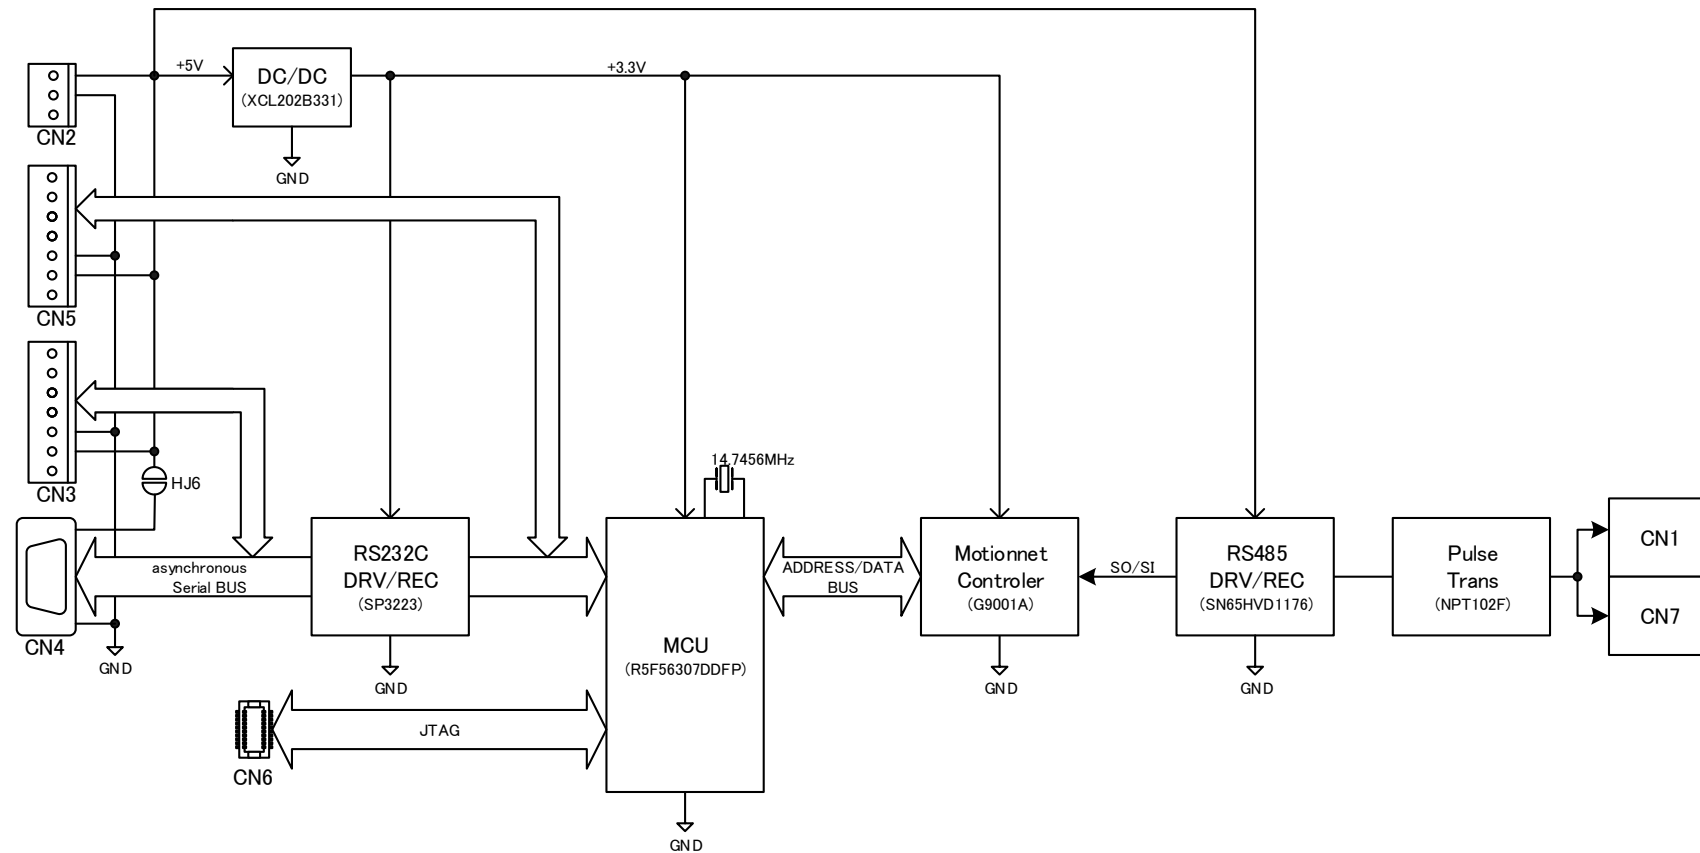 +5V
DC/DC
(XCL202B331)
+3.3V
CN2
GND
CN5
14.7456MHz
HJ6
CN3
asynchronous
Serial BUS
RS232C
DRV/REC
(SP3223)
ADDRESS/DATA
BUS
Motionnet
Controler
(G9001A)
SO/SI
RS485
DRV/REC
(SN65HVD1176)
Pulse
Trans
(NPT102F)
CN1
CN7
CN4
GND
GND
MCU
(R5F56307DDFP)
GND
GND
JTAG
CN6
GND